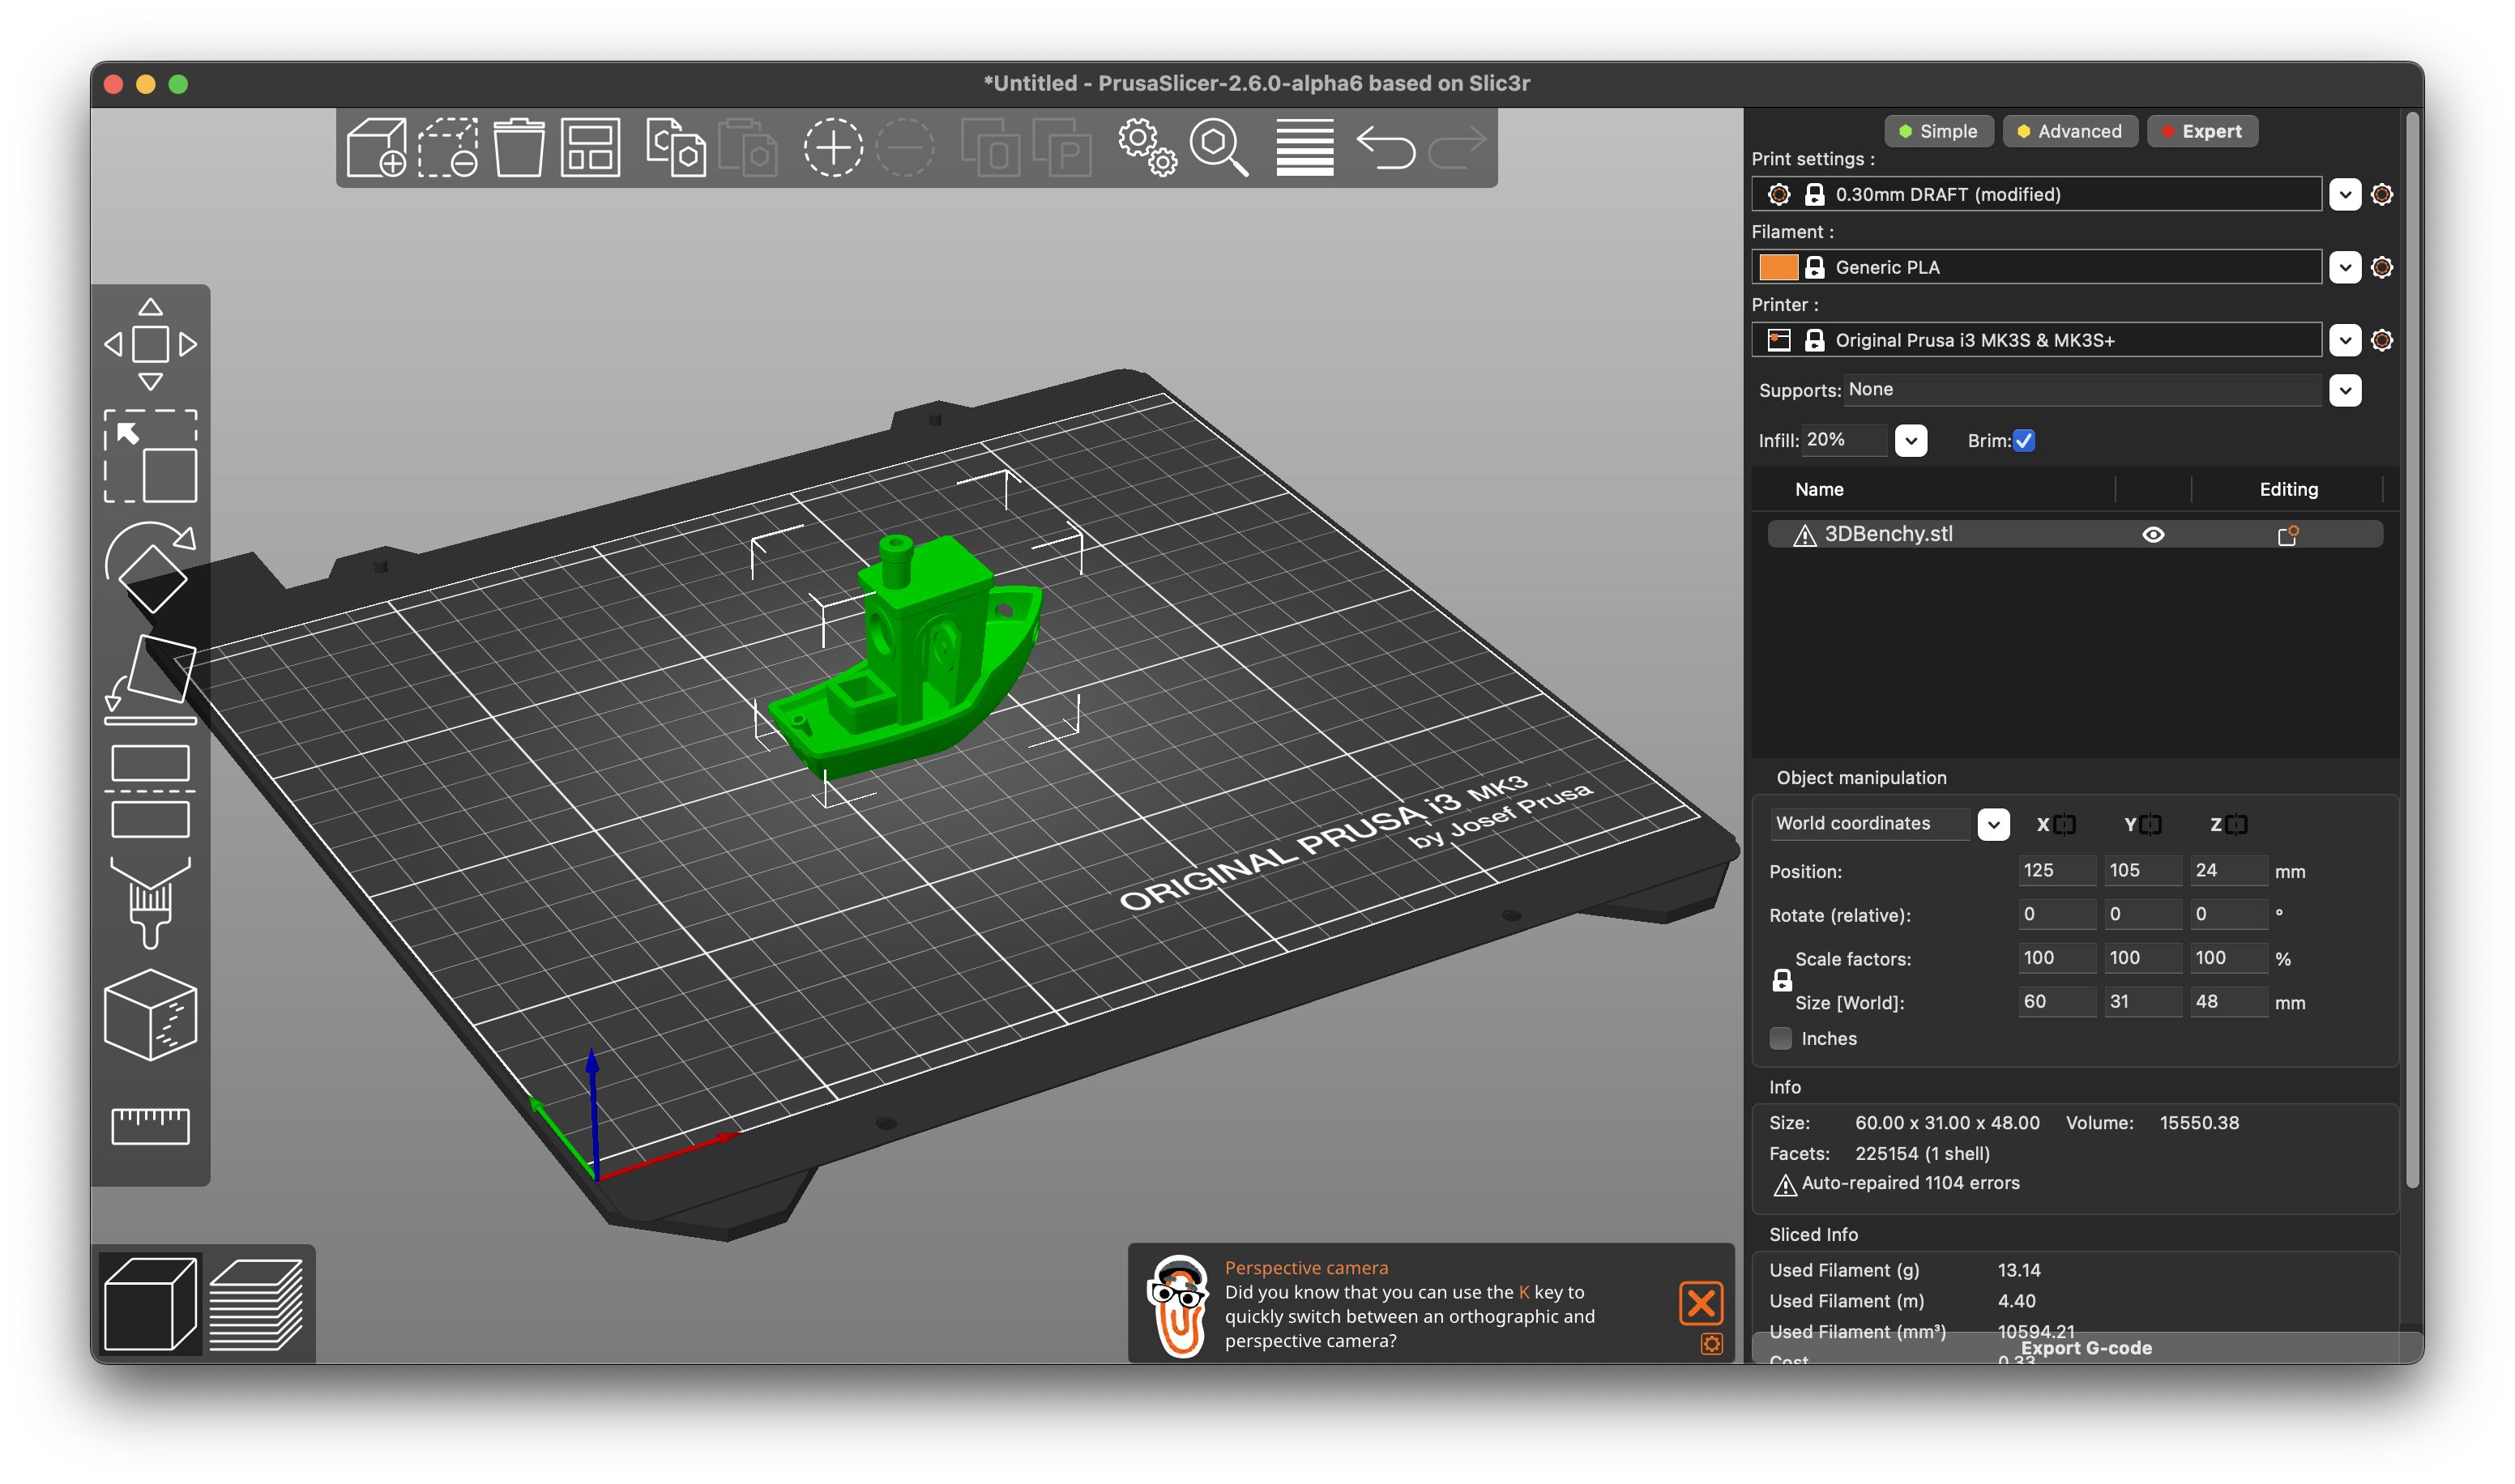 *Untitled - PrusaSlicer-2.6.0-alpha6 based on Slic3r
Simple Advanced Expert
Print settings :
0.30mm DRAFT (modified)
Filament :
Generic PLA
Printer :
Original Prusa i3 MK3S & MK3S+
Supports: None
Infill: 20% Brim:
Name Editing
3DBenchy.stl
Object manipulation
World coordinates X Y Z
Position: 125 105 24 mm
Rotate (relative): 0 0 0 °
Scale factors: 100 100 100 %
Size [World]: 60 31 48 mm
Inches
Info
Size: 60.00 x 31.00 x 48.00 Volume: 15550.38
Facets: 225154 (1 shell)
Auto-repaired 1104 errors
Sliced Info
Used Filament (g) 13.14
Used Filament (m) 4.40
Used Filament (mm³) 10594.21
Cost 0.33
Export G-code
ORIGINAL PRUSA i3 MK3
by Josef Prusa
Perspective camera
Did you know that you can use the K key to
quickly switch between an orthographic and
perspective camera?
O
P